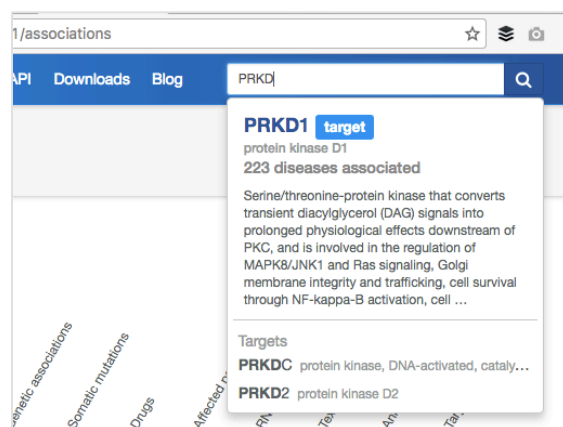 1/associations
API Downloads Blog
PRKD
PRKD1 target
protein kinase D1
223 diseases associated
Serine/threonine-protein kinase that converts
transient diacylglycerol (DAG) signals into
prolonged physiological effects downstream of
PKC, and is involved in the regulation of
MAPK8/JNK1 and Ras signaling, Golgi
membrane integrity and trafficking, cell survival
through NF-kappa-B activation, cell ...
Targets
PRKDC protein kinase, DNA-activated, cataly...
PRKD2 protein kinase D2
enetic associations
Somatic mutations
Drugs
Affected
RN